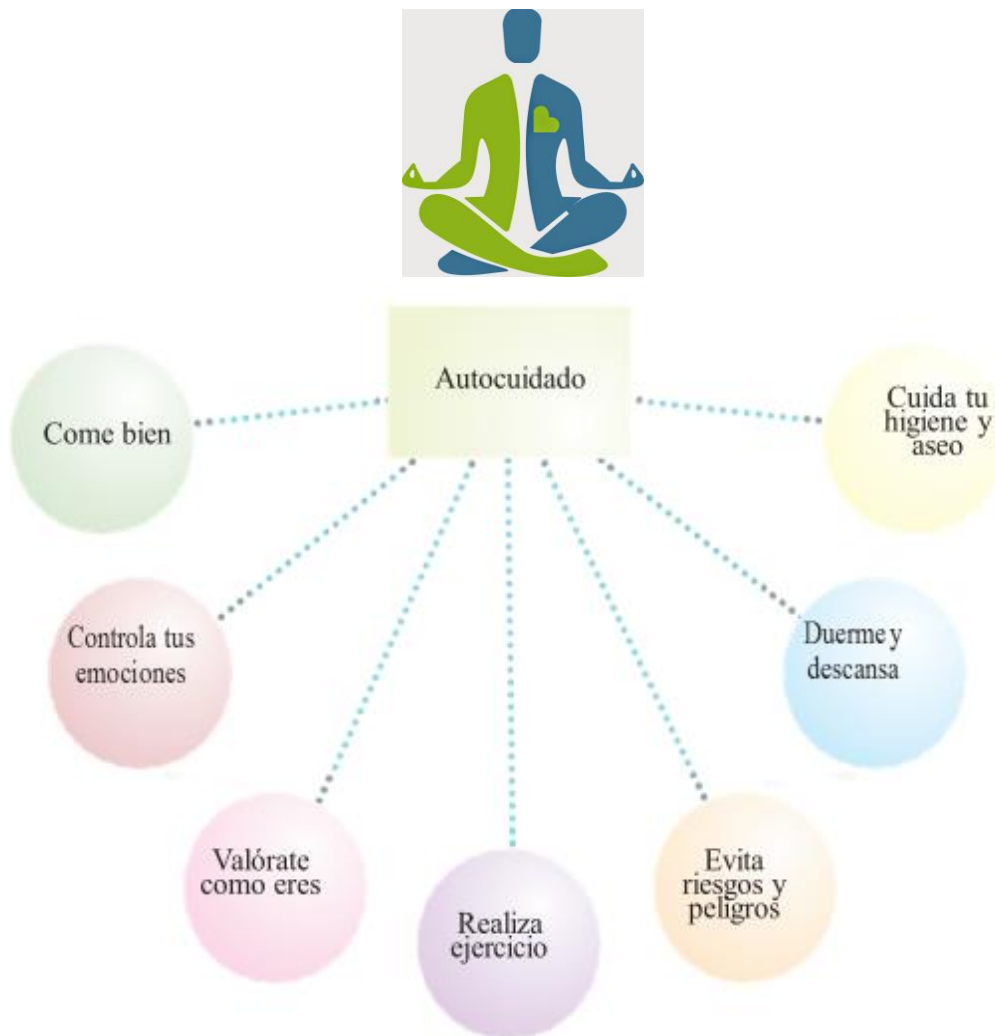 Autocuidado
Come bien
Controla tus
emociones
Valórate
como eres
Realiza
ejercicio
Evita
riesgos y
peligros
Duerme y
descansa
Cuida tu
higiene y
aseo